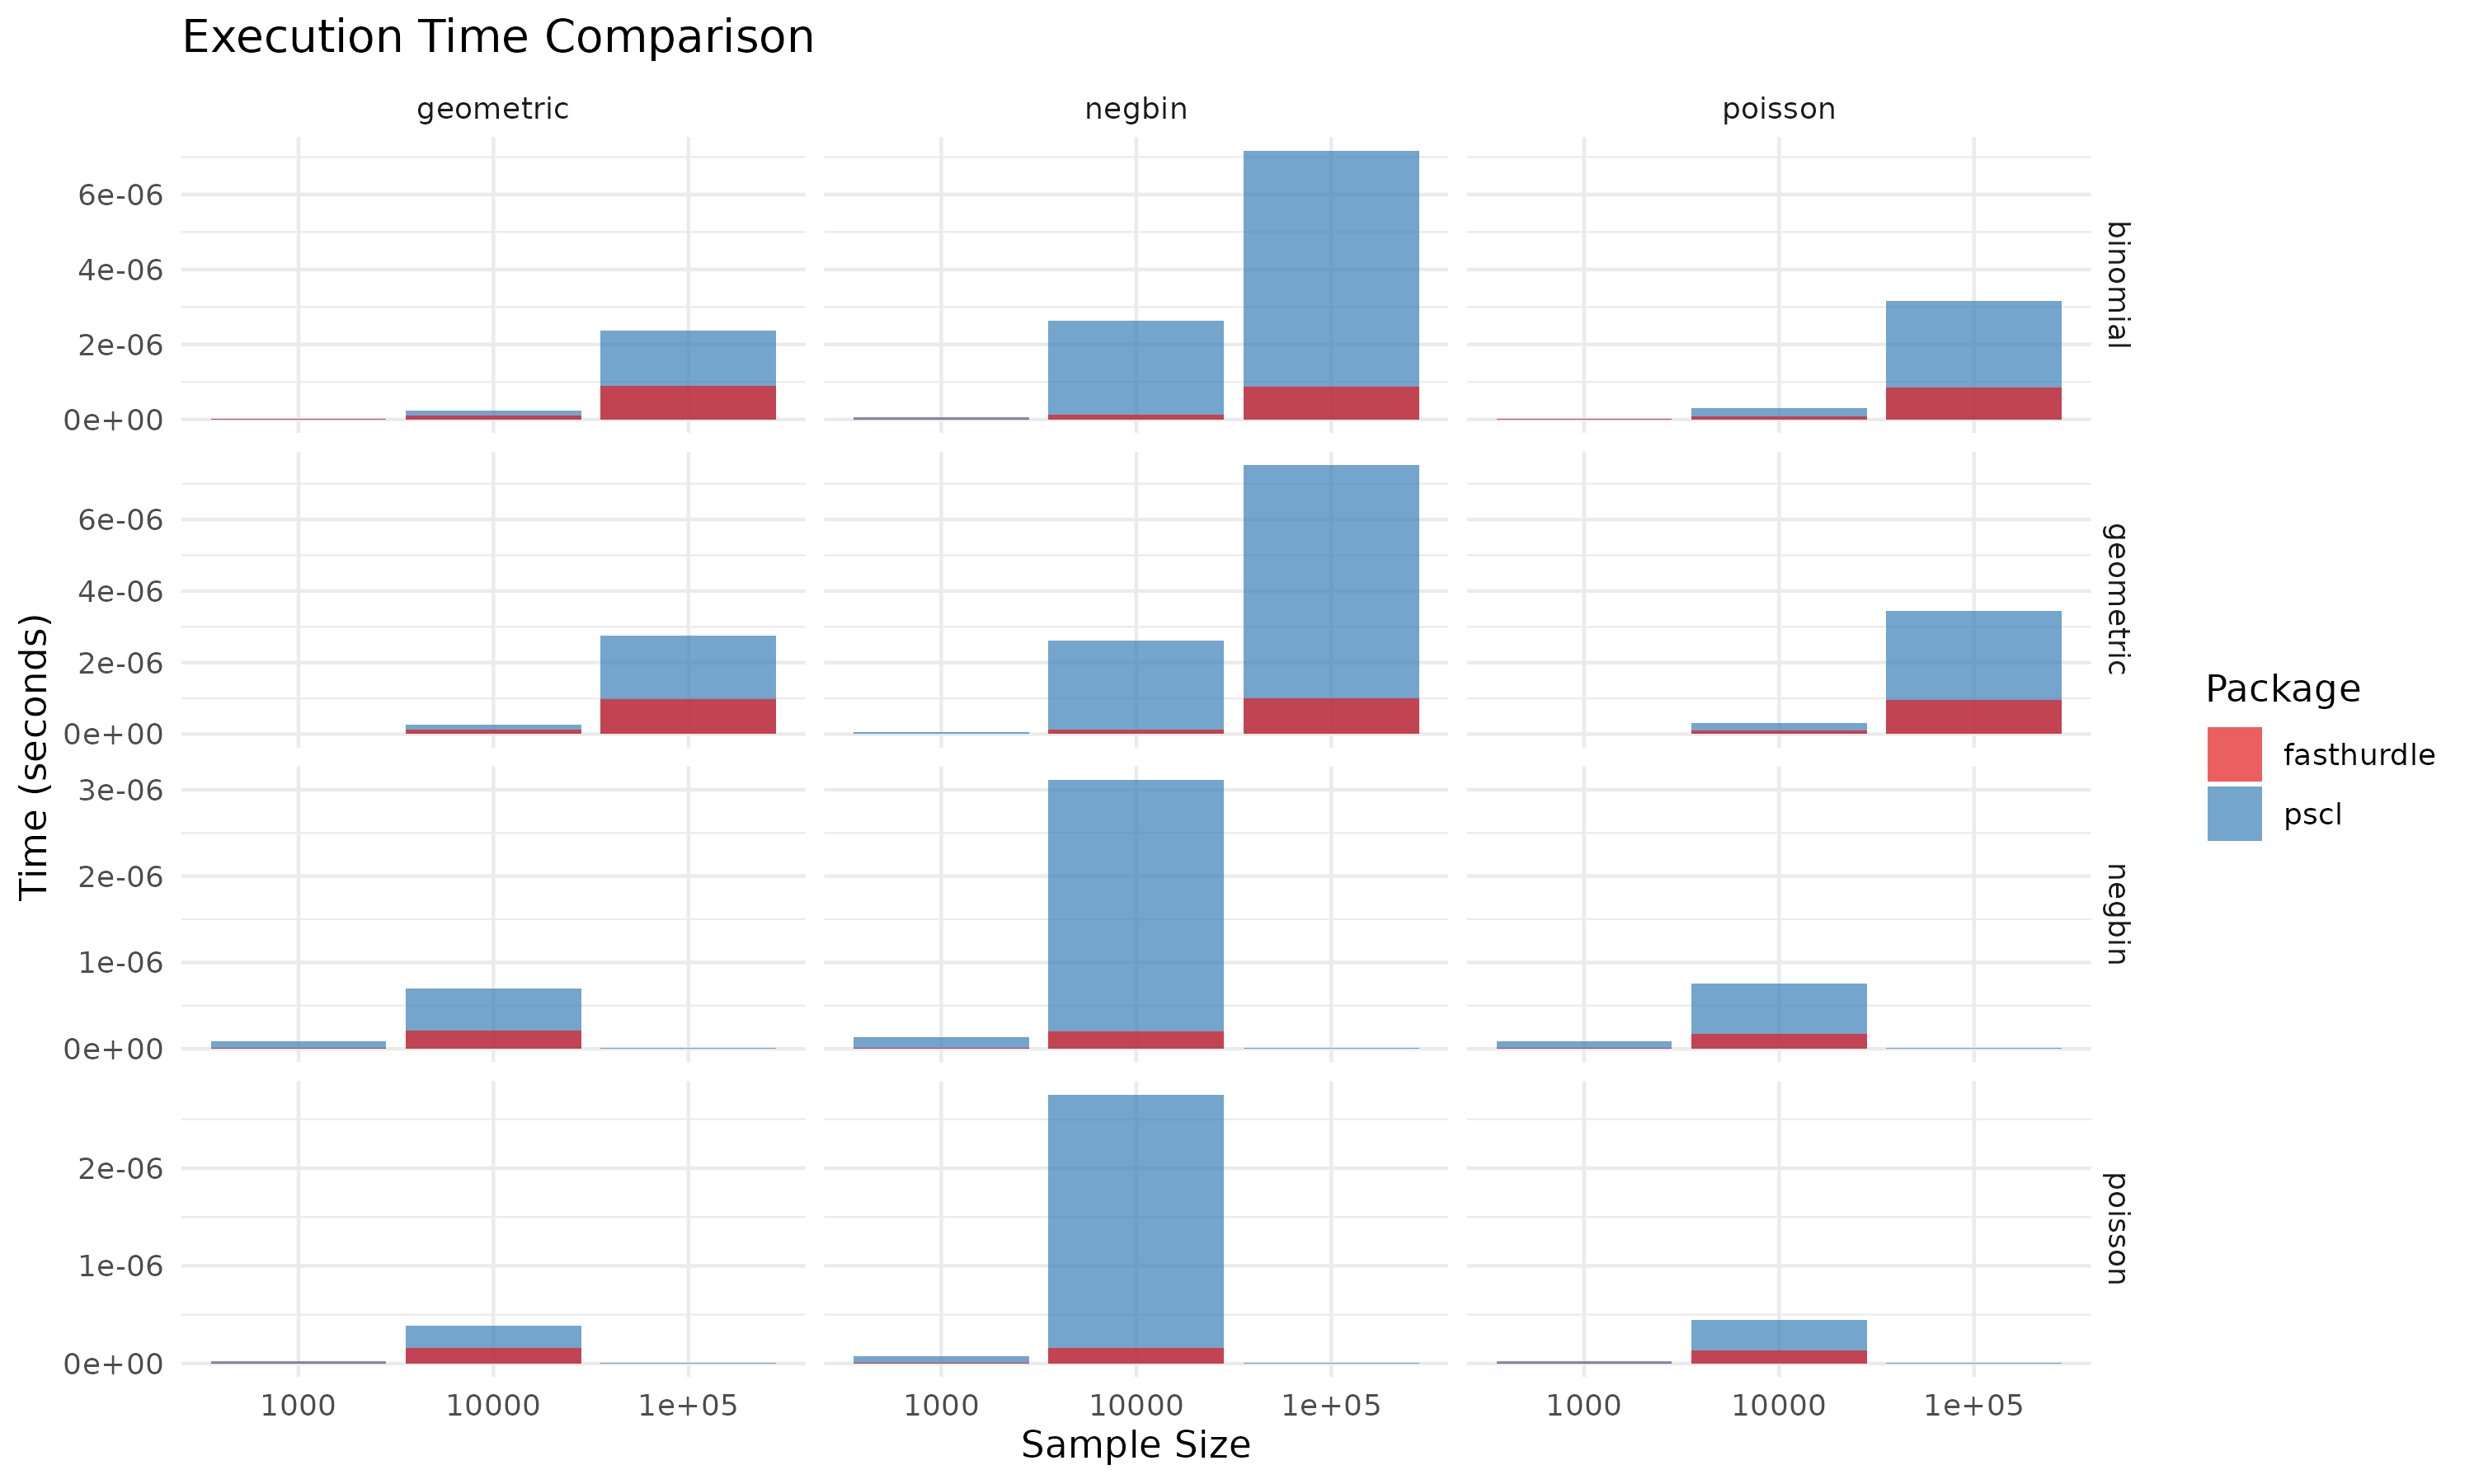 Execution Time Comparison
geometric negbin poisson
6e-06
4e-06
2e-06
0e+00
binomial
6e-06
4e-06
2e-06
0e+00
geometric
3e-06
2e-06
1e-06
0e+00
negbin
2e-06
1e-06
0e+00
poisson
1000 10000 1e+05 1000 10000 1e+05 1000 10000 1e+05
Sample Size
Time (seconds)
Package
fasthurdle
pscl